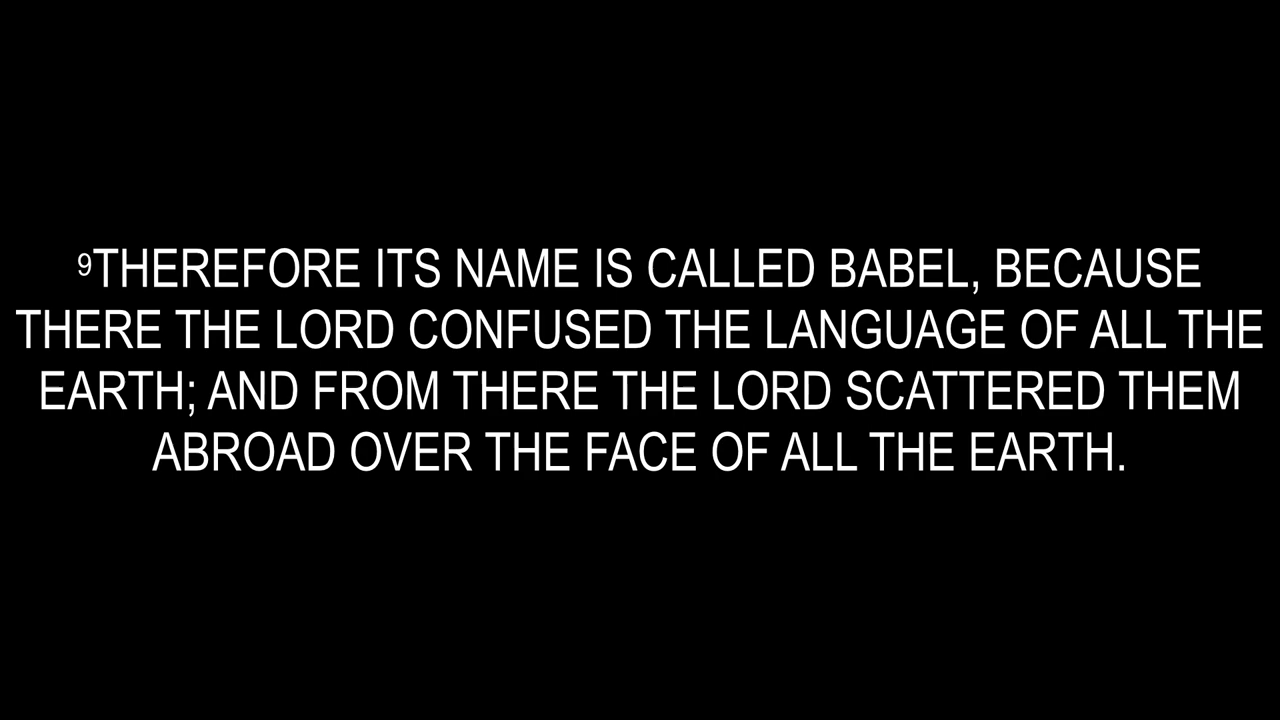 ⁹THEREFORE ITS NAME IS CALLED BABEL, BECAUSE
THERE THE LORD CONFUSED THE LANGUAGE OF ALL THE
EARTH; AND FROM THERE THE LORD SCATTERED THEM
ABROAD OVER THE FACE OF ALL THE EARTH.